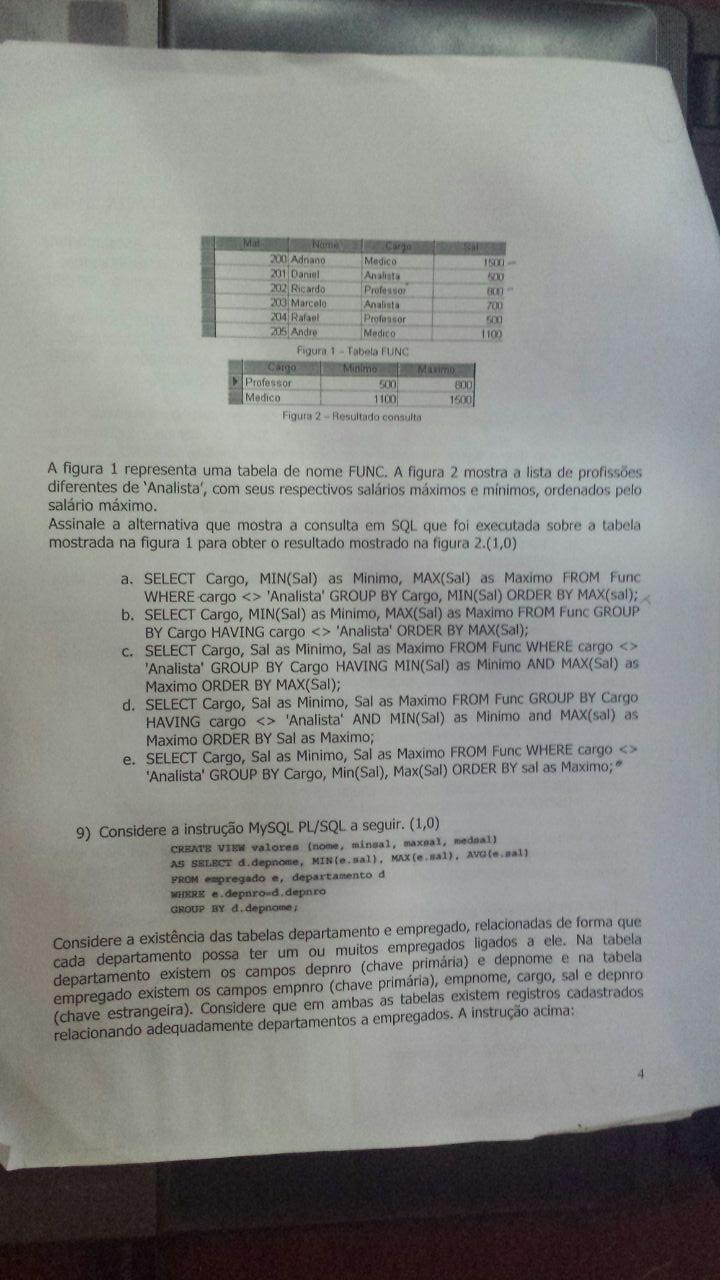 Mat Nome Cargo Sal
200 Adriano Medico 1500
201 Daniel Analista 500
202 Ricardo Professor 800
203 Marcelo Analista 700
204 Rafael Professor 500
205 Andre Medico 1100
Figura 1 – Tabela FUNC
Cargo Minimo Maximo
Professor 500 800
Medico 1100 1500
Figura 2 – Resultado consulta
A figura 1 representa uma tabela de nome FUNC. A figura 2 mostra a lista de profissões
diferentes de ‘Analista’, com seus respectivos salários máximos e mínimos, ordenados pelo
salário máximo.
Assinale a alternativa que mostra a consulta em SQL que foi executada sobre a tabela
mostrada na figura 1 para obter o resultado mostrado na figura 2.(1,0)
a. SELECT Cargo, MIN(Sal) as Minimo, MAX(Sal) as Maximo FROM Func
WHERE cargo <> 'Analista' GROUP BY Cargo, MIN(Sal) ORDER BY MAX(sal);
b. SELECT Cargo, MIN(Sal) as Minimo, MAX(Sal) as Maximo FROM Func GROUP
BY Cargo HAVING cargo <> 'Analista' ORDER BY MAX(Sal);
c. SELECT Cargo, Sal as Minimo, Sal as Maximo FROM Func WHERE cargo <>
'Analista' GROUP BY Cargo HAVING MIN(Sal) as Minimo AND MAX(Sal) as
Maximo ORDER BY MAX(Sal);
d. SELECT Cargo, Sal as Minimo, Sal as Maximo FROM Func GROUP BY Cargo
HAVING cargo <> 'Analista' AND MIN(Sal) as Minimo and MAX(sal) as
Maximo ORDER BY Sal as Maximo;
e. SELECT Cargo, Sal as Minimo, Sal as Maximo FROM Func WHERE cargo <>
'Analista' GROUP BY Cargo, Min(Sal), Max(Sal) ORDER BY sal as Maximo;
9) Considere a instrução MySQL PL/SQL a seguir. (1,0)
CREATE VIEW valores (nome, minsal, maxsal, medsal)
AS SELECT d.depnome, MIN(e.sal), MAX(e.sal), AVG(e.sal)
FROM empregado e, departamento d
WHERE e.depnro=d.depnro
GROUP BY d.depnome;
Considere a existência das tabelas departamento e empregado, relacionadas de forma que
cada departamento possa ter um ou muitos empregados ligados a ele. Na tabela
departamento existem os campos depnro (chave primária) e depnome e na tabela
empregado existem os campos empnro (chave primária), empnome, cargo, sal e depnro
(chave estrangeira). Considere que em ambas as tabelas existem registros cadastrados
relacionando adequadamente departamentos a empregados. A instrução acima:
4